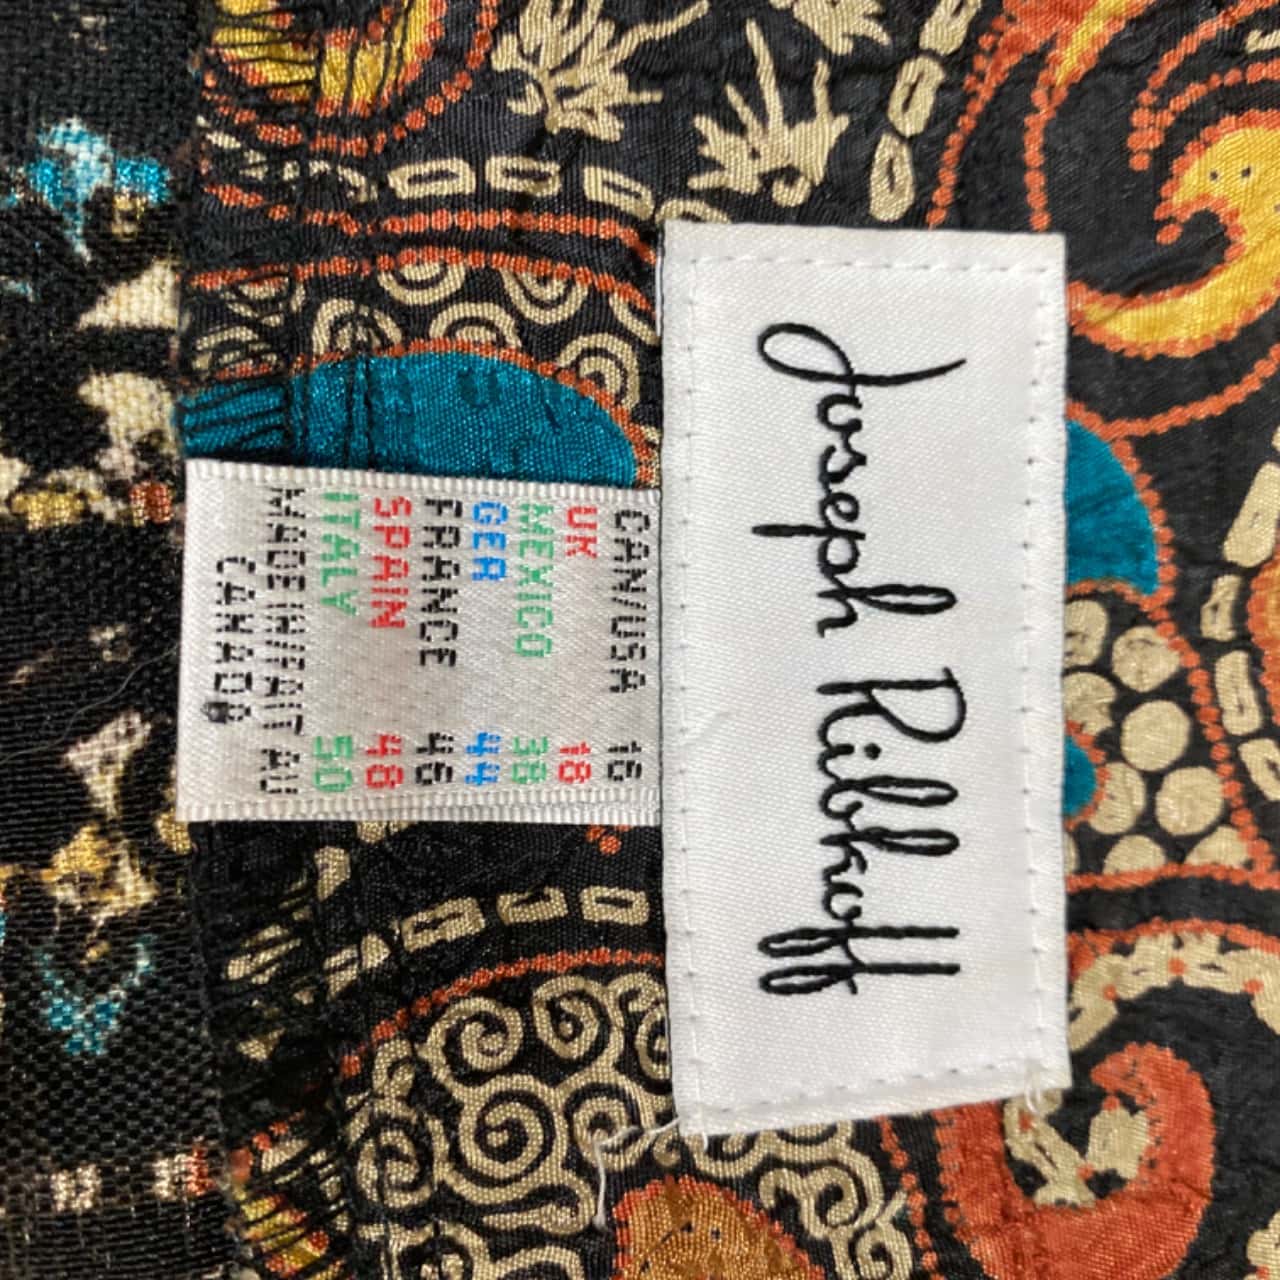 Joseph Ribkoff
CAN/USA 16
UK 18
MEXICO 38
GER 44
FRANCE 46
SPAIN 48
ITALY 50
MADE IN/FAIT AU
CANADA